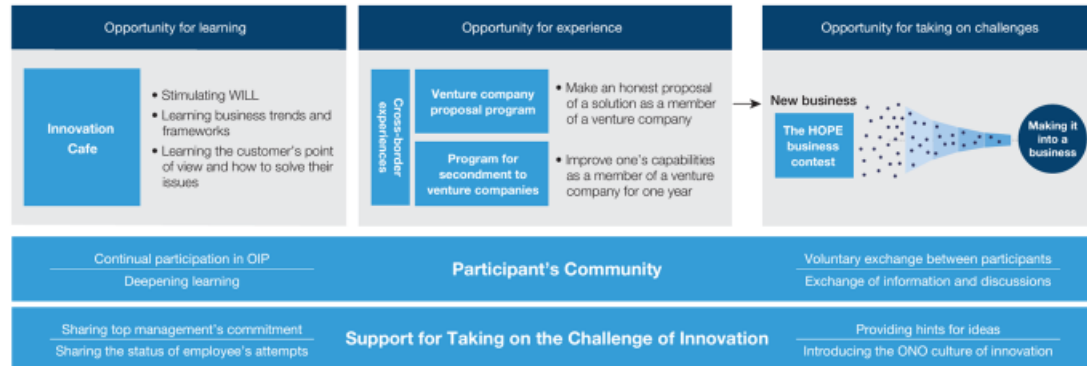 Opportunity for learning
Innovation
Cafe
• Stimulating WILL
• Learning business trends and
frameworks
• Learning the customer's point
of view and how to solve their
issues
Opportunity for experience
Cross-border
experiences
Venture company
proposal program
• Make an honest proposal
of a solution as a member
of a venture company
Program for
secondment to
venture companies
• Improve one's capabilities
as a member of a venture
company for one year
Opportunity for taking on challenges
New business
The HOPE
business
contest
Making it
into a
business
Continual participation in OIP
Deepening learning
Participant's Community
Voluntary exchange between participants
Exchange of information and discussions
Sharing top management's commitment
Sharing the status of employee's attempts
Support for Taking on the Challenge of Innovation
Providing hints for ideas
Introducing the ONO culture of innovation